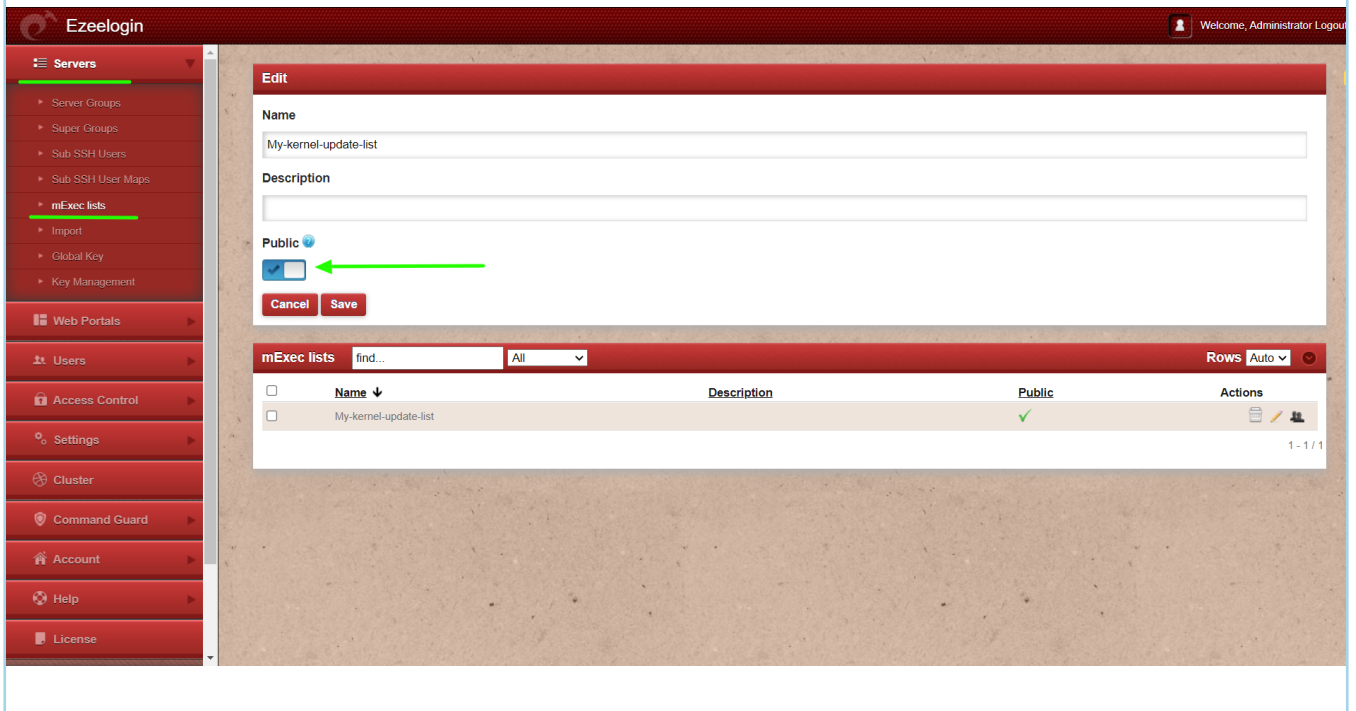 Ezeelogin
Welcome, Administrator Logout
Servers
Server Groups
Super Groups
Sub SSH Users
Sub SSH User Maps
mExec lists
Import
Global Key
Key Management
Web Portals
Users
Access Control
Settings
Cluster
Command Guard
Account
Help
License
Edit
Name
My-kernel-update-list
Description
Public
Cancel Save
mExec lists find... All Rows Auto
Name Description Public Actions
My-kernel-update-list
1 - 1 / 1